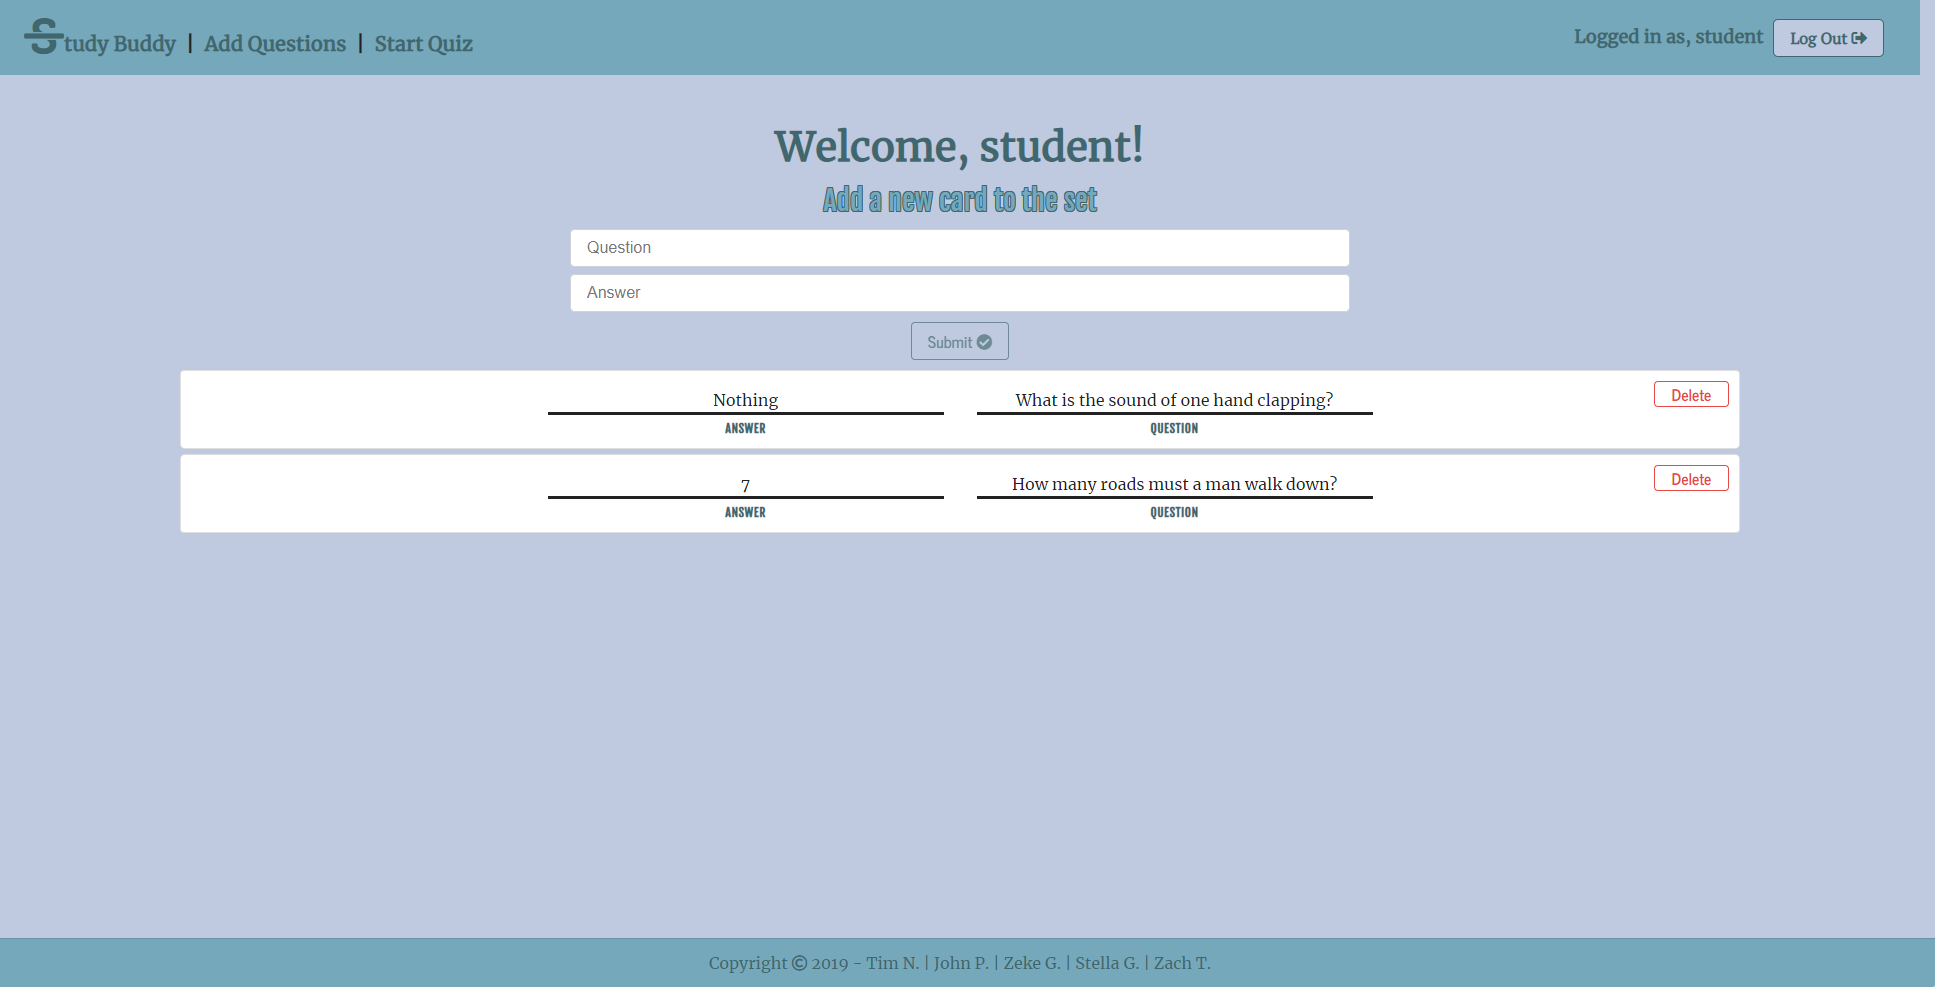 Study Buddy | Add Questions | Start Quiz
Logged in as, student Log Out
Welcome, student!
Add a new card to the set
Question
Answer
Submit
Nothing What is the sound of one hand clapping? Delete
ANSWER QUESTION
7 How many roads must a man walk down? Delete
ANSWER QUESTION
Copyright © 2019 - Tim N. | John P. | Zeke G. | Stella G. | Zach T.